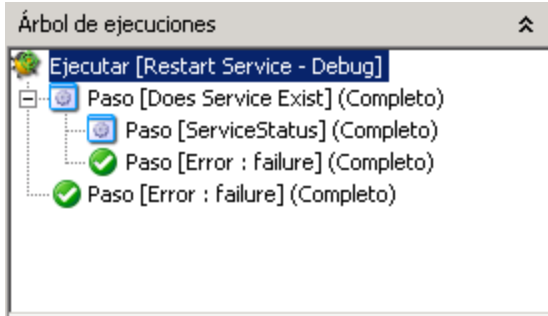 Árbol de ejecuciones
Ejecutar [Restart Service - Debug]
Paso [Does Service Exist] (Completo)
Paso [ServiceStatus] (Completo)
Paso [Error : failure] (Completo)
Paso [Error : failure] (Completo)